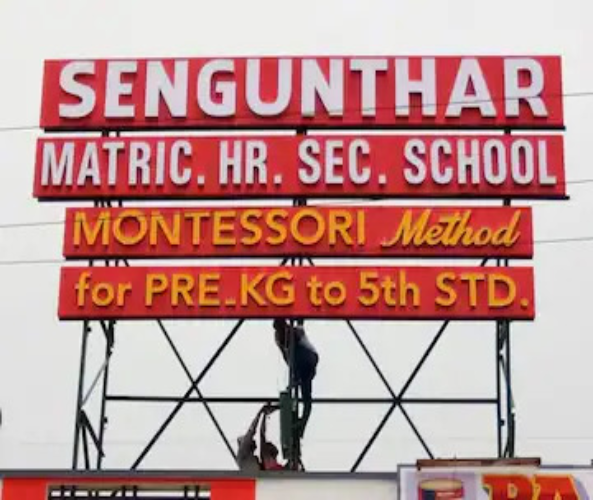 SENGUNTHAR
MATRIC. HR. SEC. SCHOOL
MONTESSORI Method
for PRE-KG to 5th STD.